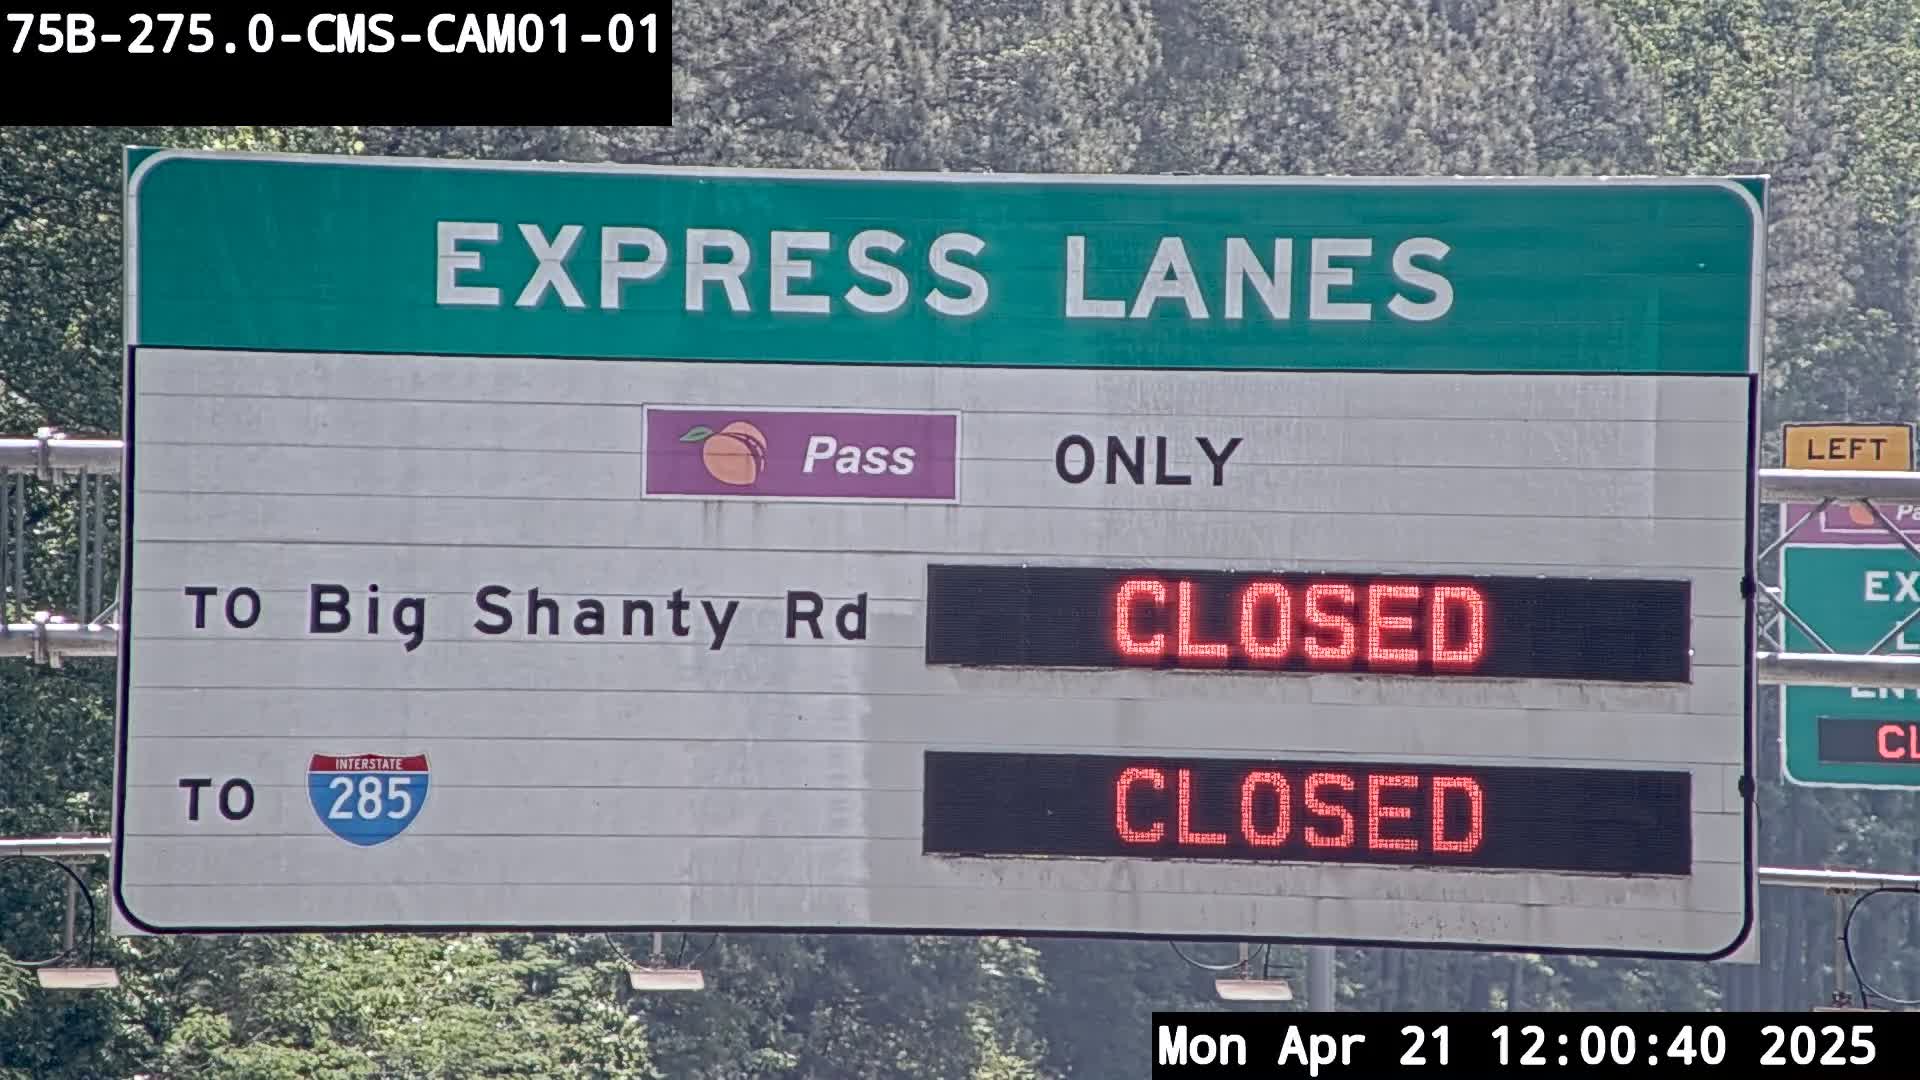 75B-275.0-CMS-CAM01-01
EXPRESS LANES
Pass ONLY
LEFT
TO Big Shanty Rd CLOSED
TO INTERSTATE 285 CLOSED
Mon Apr 21 12:00:40 2025